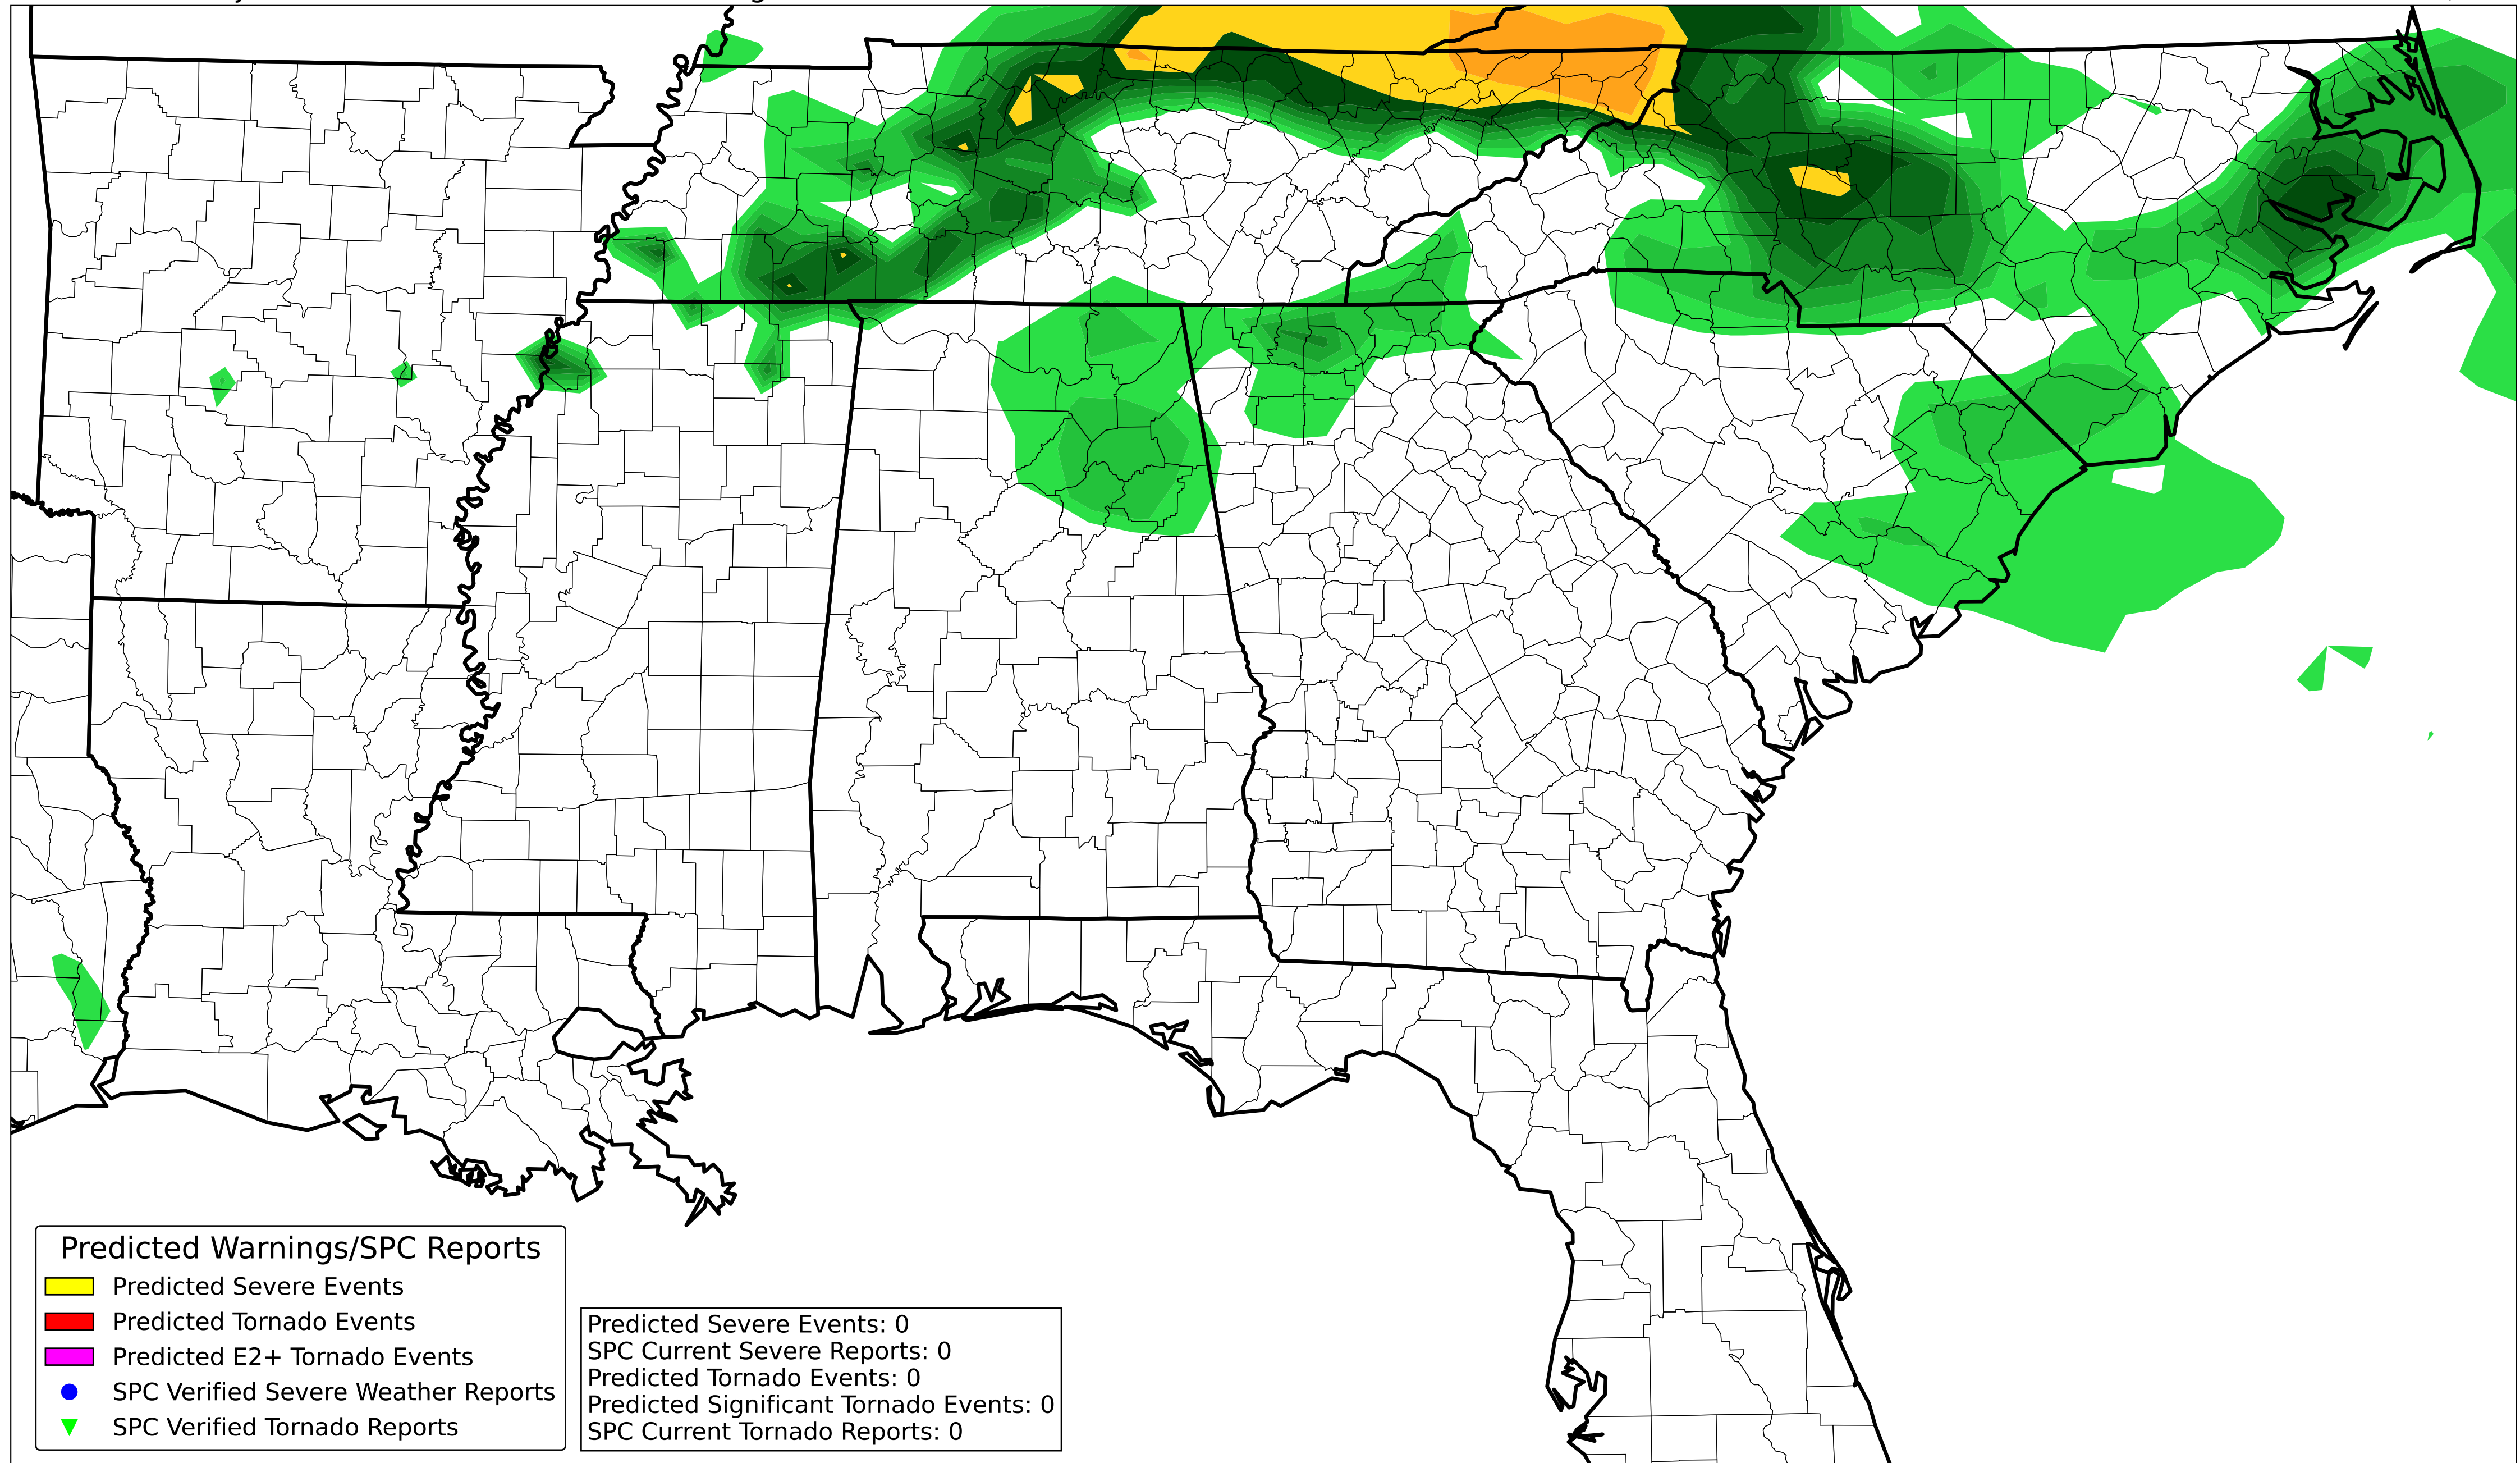 Predicted Warnings/SPC Reports
Predicted Severe Events
Predicted Tornado Events
Predicted E2+ Tornado Events
SPC Verified Severe Weather Reports
SPC Verified Tornado Reports
Predicted Severe Events: 0
SPC Current Severe Reports: 0
Predicted Tornado Events: 0
Predicted Significant Tornado Events: 0
SPC Current Tornado Reports: 0